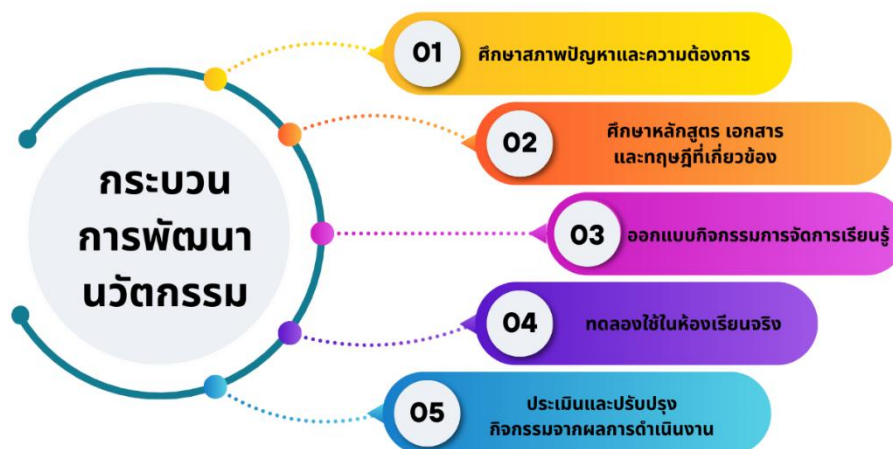 กระบวน
การพัฒนา
นวัตกรรม
01
ศึกษาสภาพปัญหาและความต้องการ
02
ศึกษาหลักสูตร เอกสาร
และทฤษฎีที่เกี่ยวข้อง
03
ออกแบบกิจกรรมการจัดการเรียนรู้
04
ทดลองใช้ในห้องเรียนจริง
05
ประเมินและปรับปรุง
กิจกรรมจากผลการดำเนินงาน